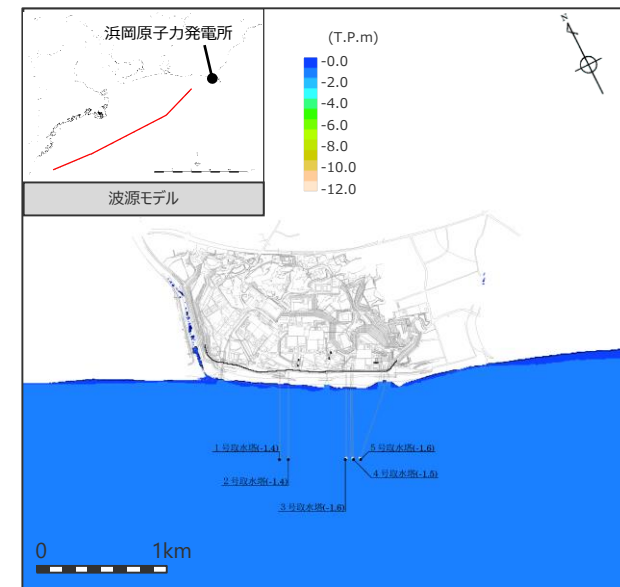 浜岡原子力発電所
波源モデル
(T.P.m)
-0.0
-2.0
-4.0
-6.0
-8.0
-10.0
-12.0
N
1号取水塔(-1.4)
2号取水塔(-1.4)
3号取水塔(-1.6)
4号取水塔(-1.5)
5号取水塔(-1.6)
0 1km